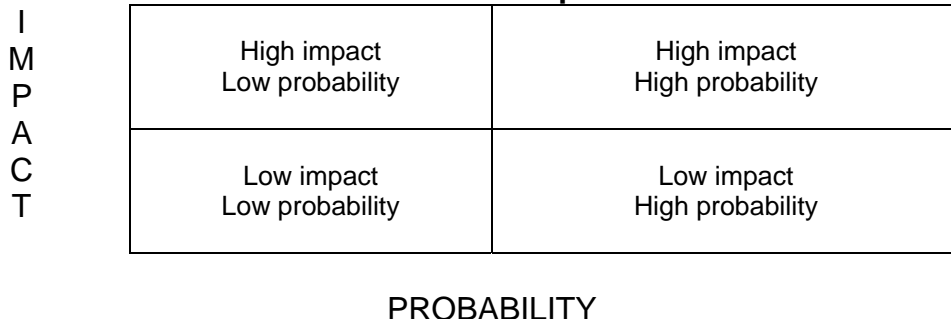 I
M
P
A
C
T
High impact
Low probability
High impact
High probability
Low impact
Low probability
Low impact
High probability
PROBABILITY